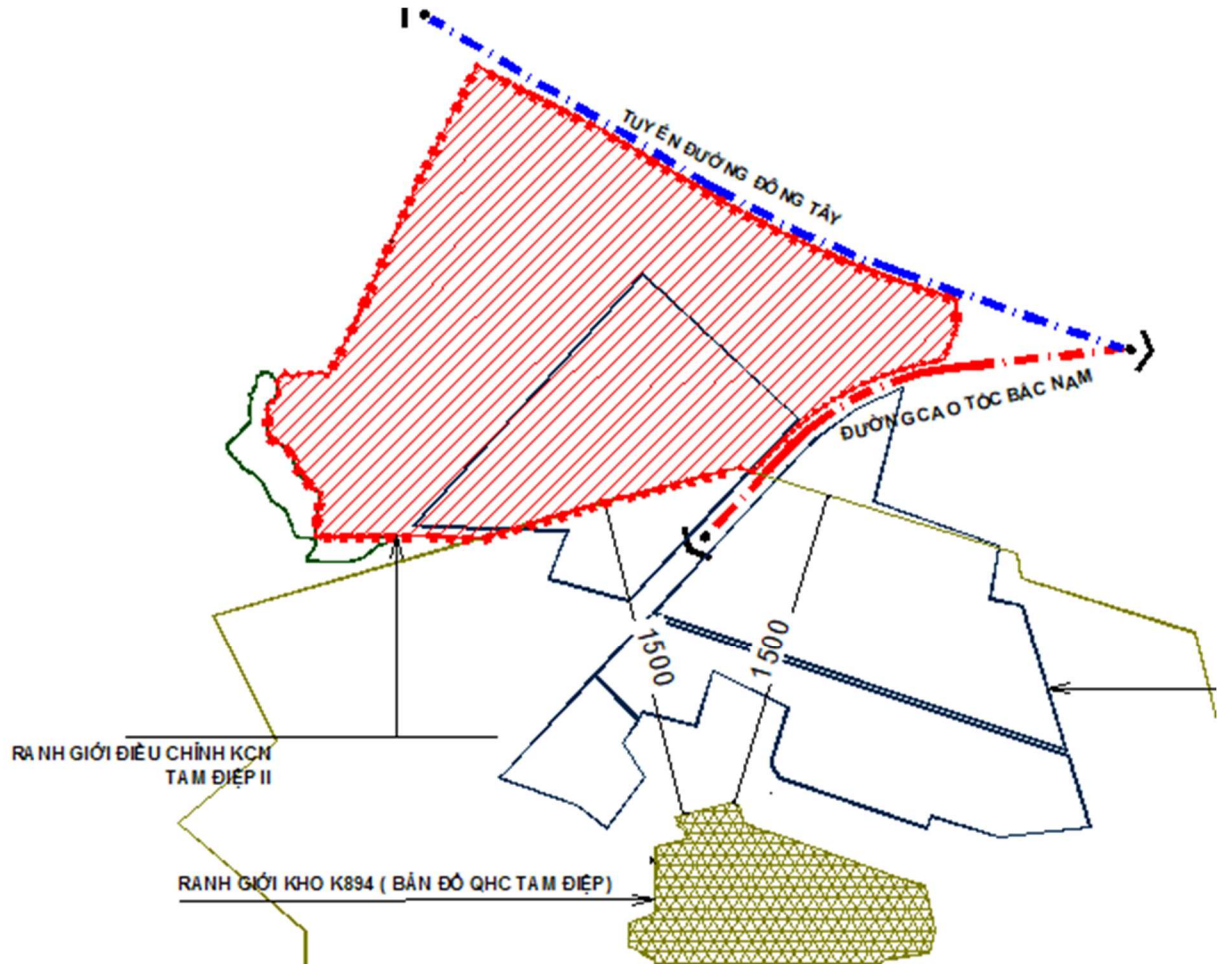 TUYẾN ĐƯỜNG ĐÔNG TÂY
ĐƯỜNG CAO TỐC BẮC NAM
1500
1500
RANH GIỚI ĐIỀU CHỈNH KCN
TAM ĐIỆP II
RANH GIỚI KHO K894 ( BẢN ĐỒ QHC TAM ĐIỆP)